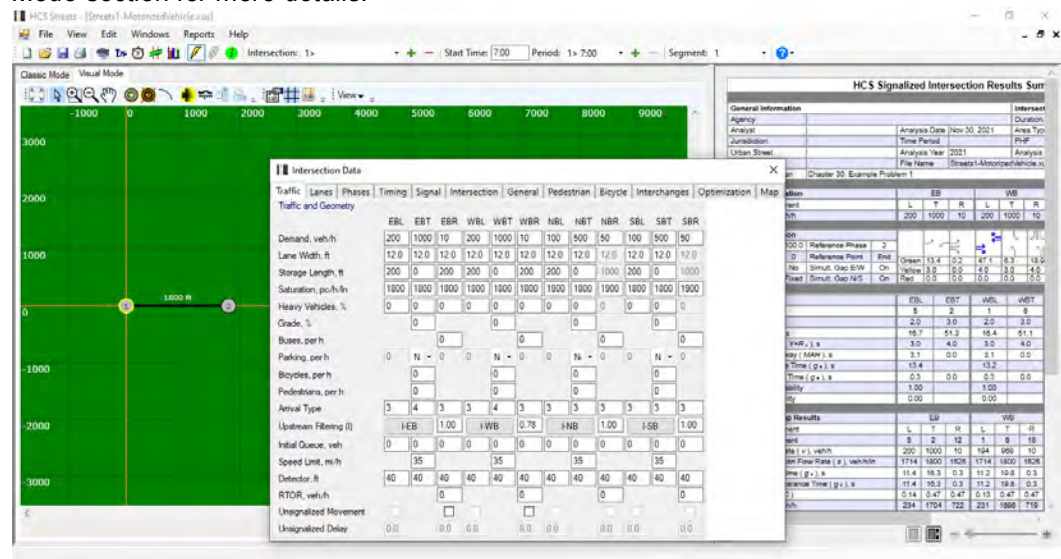 Mode section for more details.
HCS Streets - [Streets1-MotorizedVehicle.xus]
File View Edit Windows Reports Help
Intersection: 1> Start Time: 7:00 Period: 1> 7:00 Segment: 1
Classic Mode Visual Mode
View
-1000 0 1000 2000 3000 4000 5000 6000 7000 8000 9000
3000
2000
1000
0
-1000
-2000
-3000
1 1800 ft 2
Intersection Data
Traffic Lanes Phases Timing Signal Intersection General Pedestrian Bicycle Interchanges Optimization Map
Traffic and Geometry
EBL EBT EBR WBL WBT WBR NBL NBT NBR SBL SBT SBR
Demand, veh/h 200 1000 10 200 1000 10 100 500 50 100 500 50
Lane Width, ft 12.0 12.0 12.0 12.0 12.0 12.0 12.0 12.0 12.0 12.0 12.0 12.0
Storage Length, ft 200 0 200 200 0 200 200 0 1000 200 0 1000
Saturation, pc/h/ln 1800 1800 1800 1800 1800 1800 1800 1800 1900 1800 1800 1900
Heavy Vehicles, % 0 0 0 0 0 0 0 0 0 0 0 0
Grade, % 0 0 0 0
Buses, per h 0 0 0 0
Parking, per h 0 N 0 0 N 0 0 N 0 0 N 0
Bicycles, per h 0 0 0 0
Pedestrians, per h 0 0 0 0
Arrival Type 3 4 3 3 4 3 3 3 3 3 3 3
Upstream Filtering (I) I-EB 1.00 I-WB 0.78 I-NB 1.00 I-SB 1.00
Initial Queue, veh 0 0 0 0 0 0 0 0 0 0 0 0
Speed Limit, mi/h 35 35 35 35
Detector, ft 40 40 40 40 40 40 40 40 40 40 40 40
RTOR, veh/h 0 0 0 0
Unsignalized Movement
Unsignalized Delay 0.0 0.0 0.0 0.0 0.0 0.0 0.0
HCS Signalized Intersection Results Sum
General Information Intersect
Agency Duration,
Analyst Analysis Date Nov 30, 2021 Area Typ
Jurisdiction Time Period PHF
Urban Street Analysis Year 2021 Analysis
File Name Streets1-MotorizedVehicle.xu
Chapter 30: Example Problem 1
EB WB
L T R L T R
200 1000 10 200 1000 10
Reference Phase 2
0 Reference Point End
No Simult. Gap E/W On
Simult. Gap N/S On
Green 13.4 0.2 47.1 6.3
Yellow 3.0 0.0 4.0 3.0 4.0
Red 0.0 0.0 0.0 0.0 0.0
EBL EBT WBL WBT
5 2 1 6
2.0 3.0 2.0 3.0
16.7 51.3 16.4 51.1
3.0 4.0 3.0 4.0
3.1 0.0 3.1 0.0
13.4 13.2
0.3 0.0 0.3 0.0
1.00 1.00
0.00 0.00
L T R L T R
5 2 12 1 6 16
200 1000 10 194 969 10
1714 1800 1526 1714 1800 1526
11.4 16.3 0.3 11.2 19.8 0.3
11.4 16.3 0.3 11.2 19.8 0.3
0.14 0.47 0.47 0.13 0.47 0.47
234 1704 722 231 1698 719